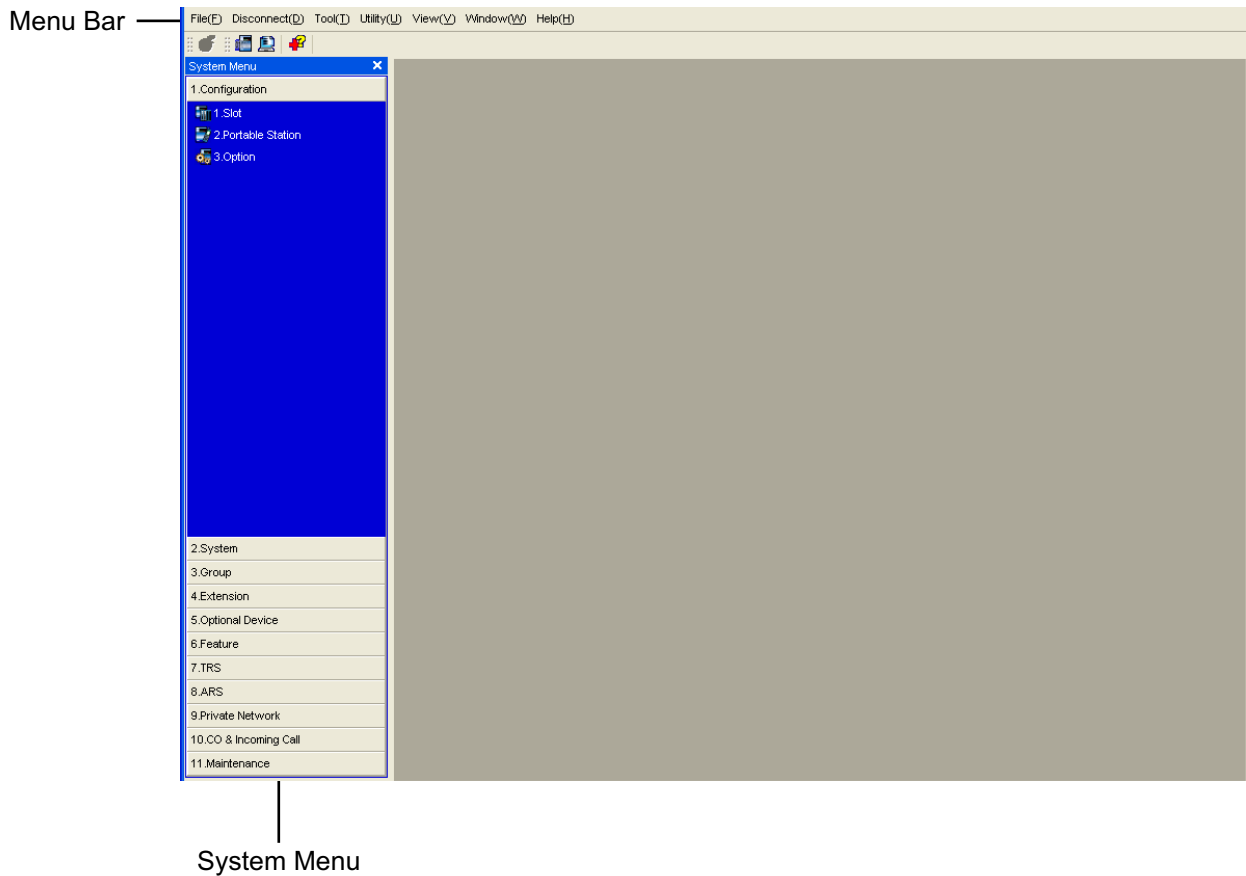 Menu Bar
File(F) Disconnect(D) Tool(T) Utility(U) View(V) Window(W) Help(H)
System Menu
1.Configuration
1.Slot
2.Portable Station
3.Option
2.System
3.Group
4.Extension
5.Optional Device
6.Feature
7.TRS
8.ARS
9.Private Network
10.CO & Incoming Call
11.Maintenance
System Menu